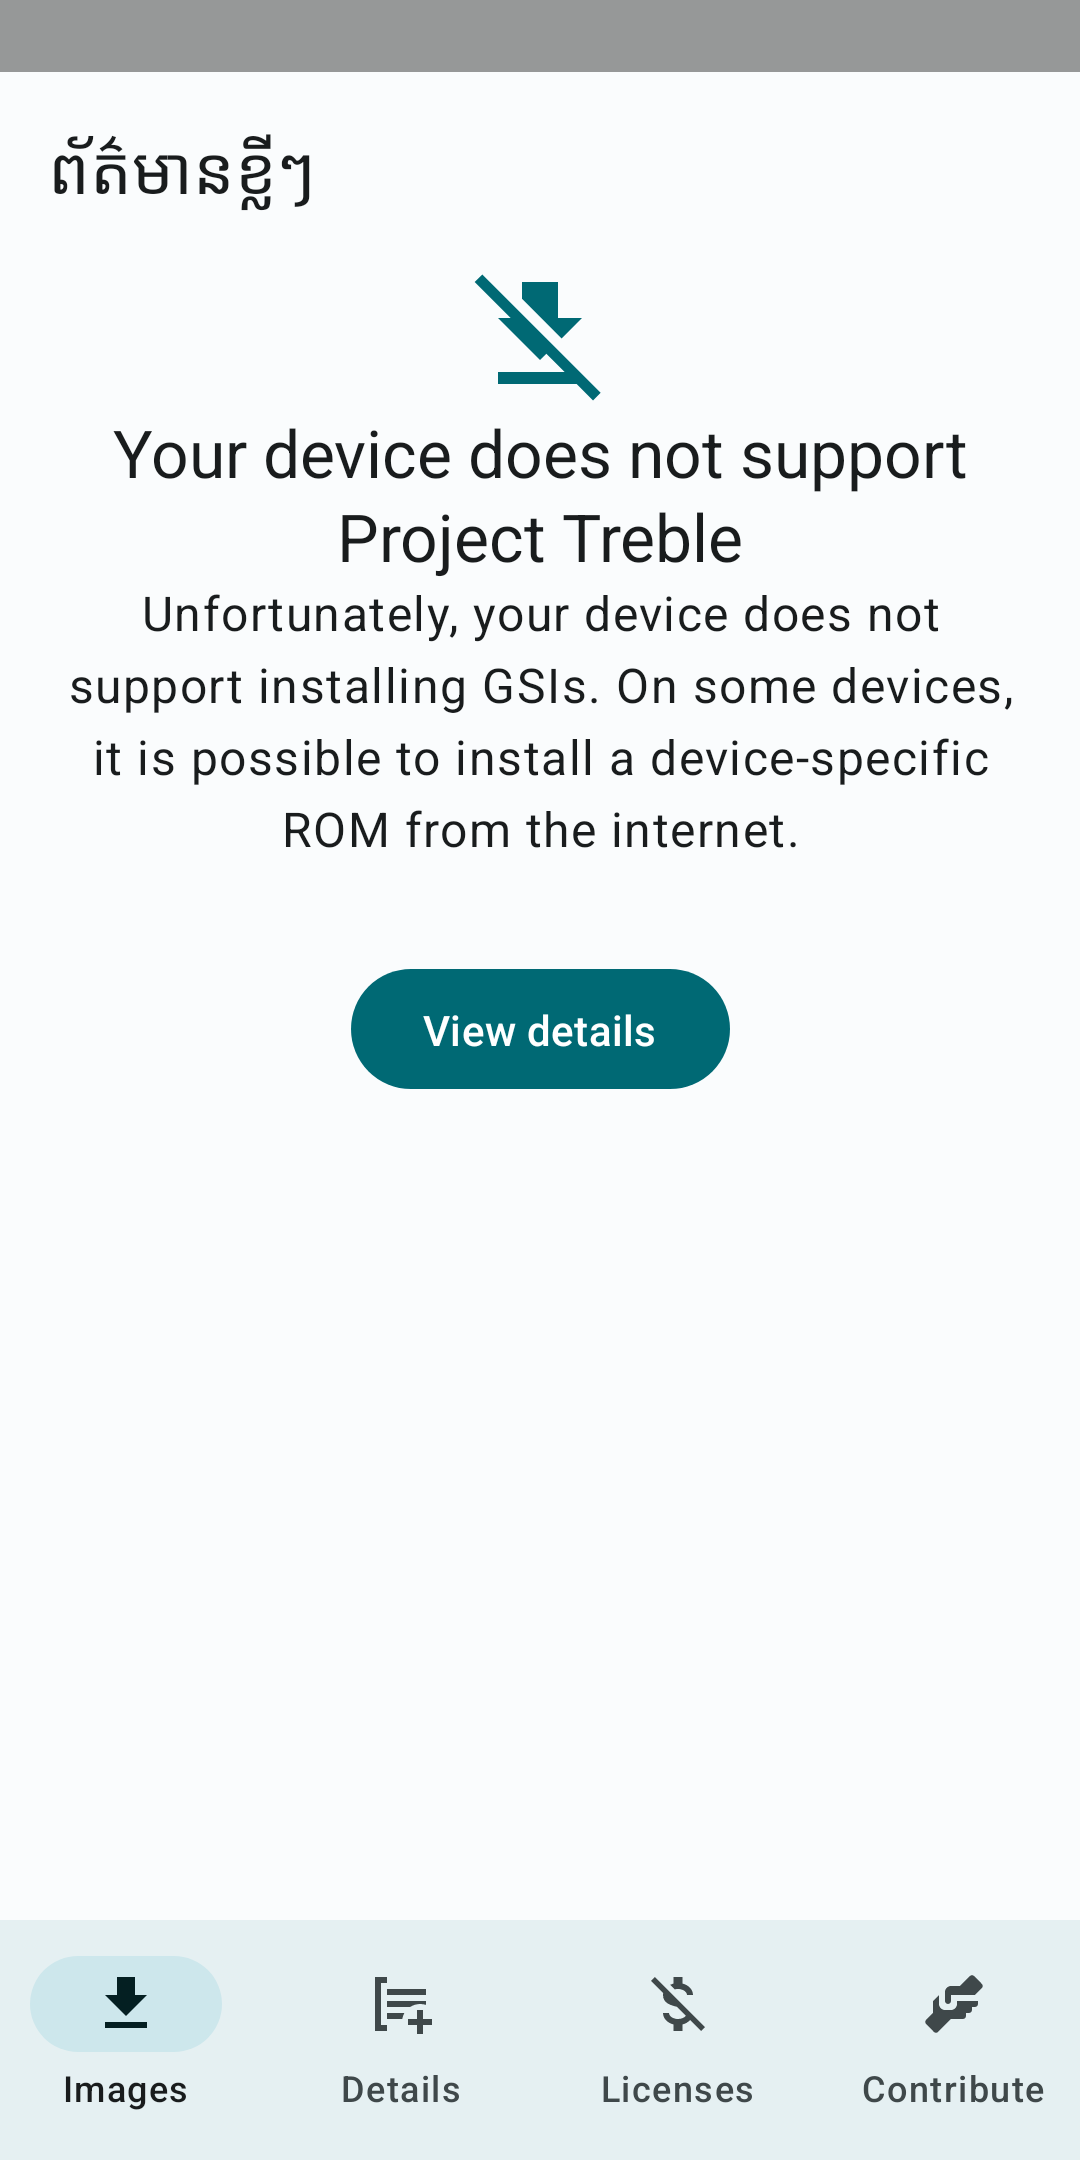 ព័ត៌មានខ្លីៗ
Your device does not support
Project Treble
Unfortunately, your device does not
support installing GSIs. On some devices,
it is possible to install a device-specific
ROM from the internet.
View details
Images
Details
Licenses
Contribute